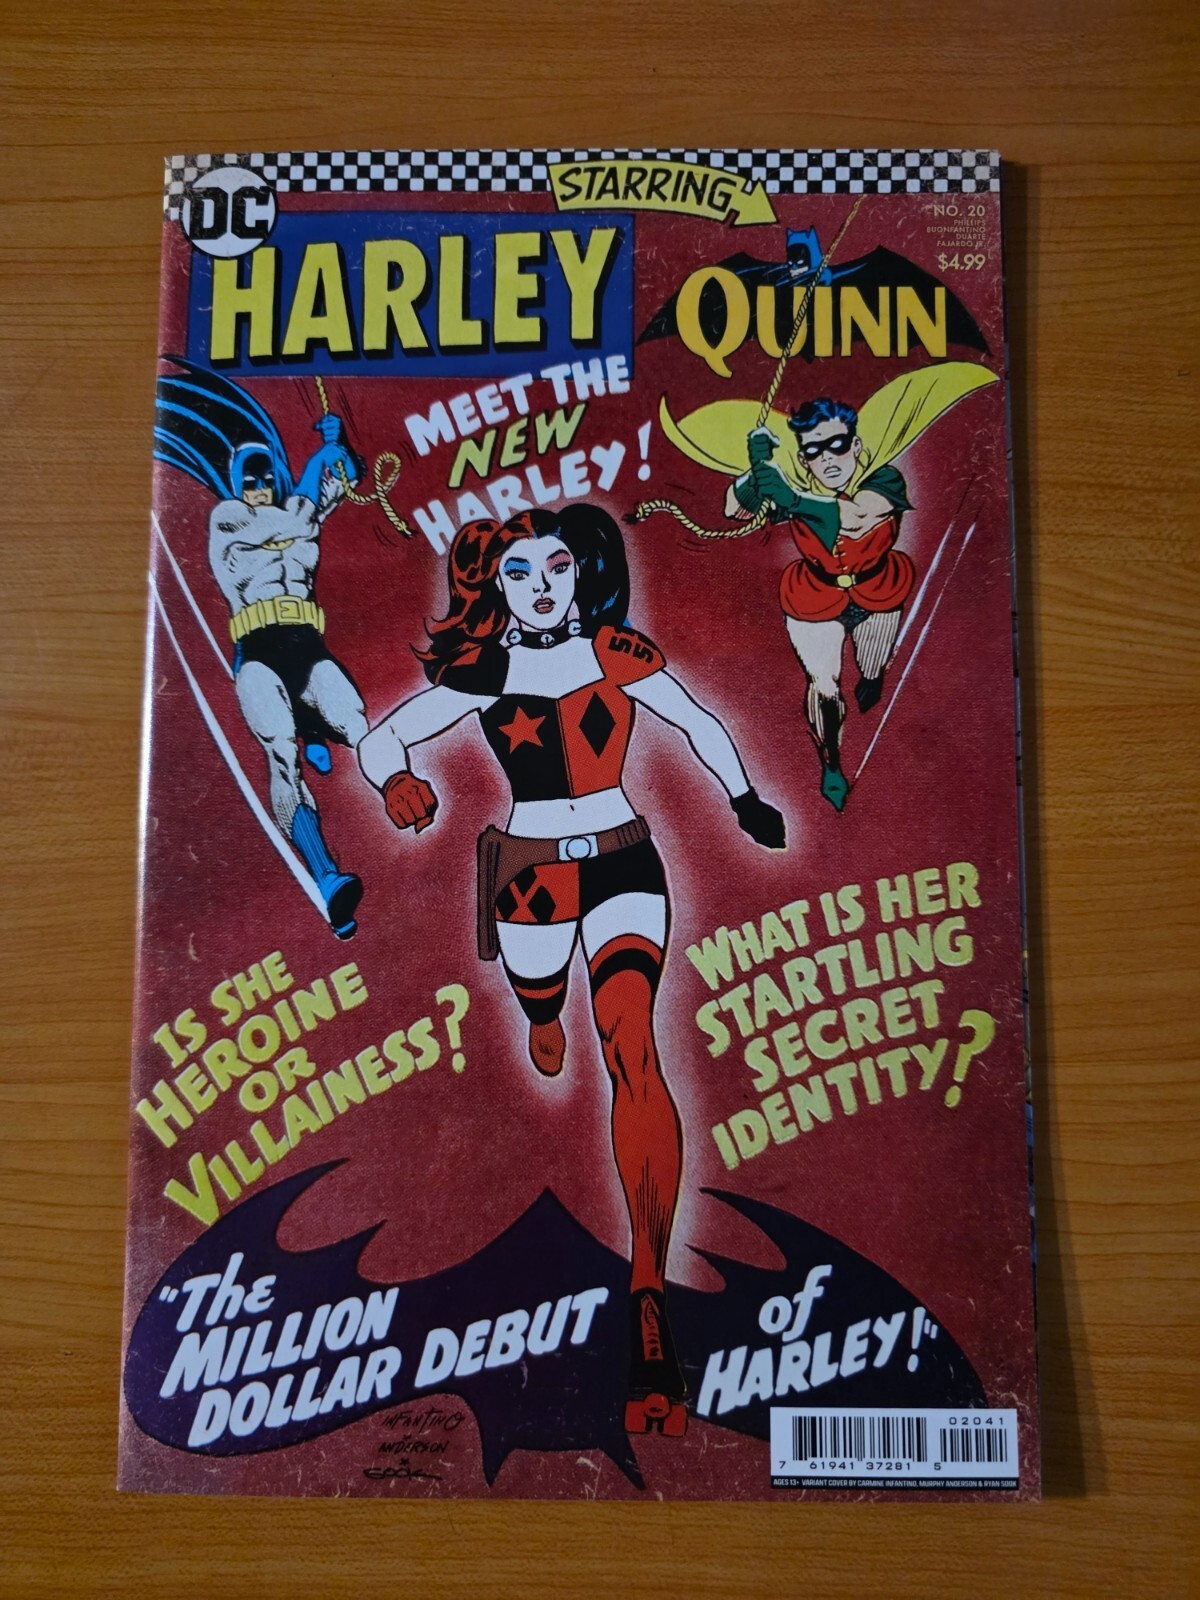 STARRING
DC
HARLEY
QUINN
NO. 20
PHILLIPS
BUONFANTINO
DUARTE
FAJARDO JR.
$4.99
MEET THE
NEW
HARLEY!
55
IS SHE
HEROINE
OR
VILLAINESS?
WHAT IS HER
STARTLING
SECRET
IDENTITY?
"The
MILLION
DOLLAR DEBUT
of
HARLEY!"
INFANTINO
ANDERSON
SOOK
02041
7 61941 37281 5
AGES 13+ VARIANT COVER BY CARMINE INFANTINO, MURPHY ANDERSON & RYAN SOOK